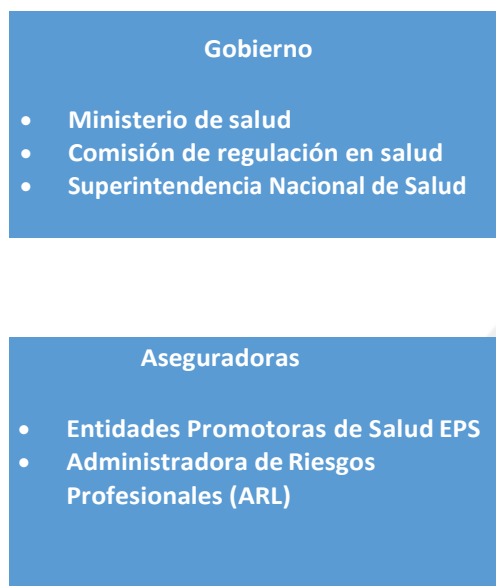 Gobierno
• Ministerio de salud
• Comisión de regulación en salud
• Superintendencia Nacional de Salud
Aseguradoras
• Entidades Promotoras de Salud EPS
• Administradora de Riesgos
Profesionales (ARL)